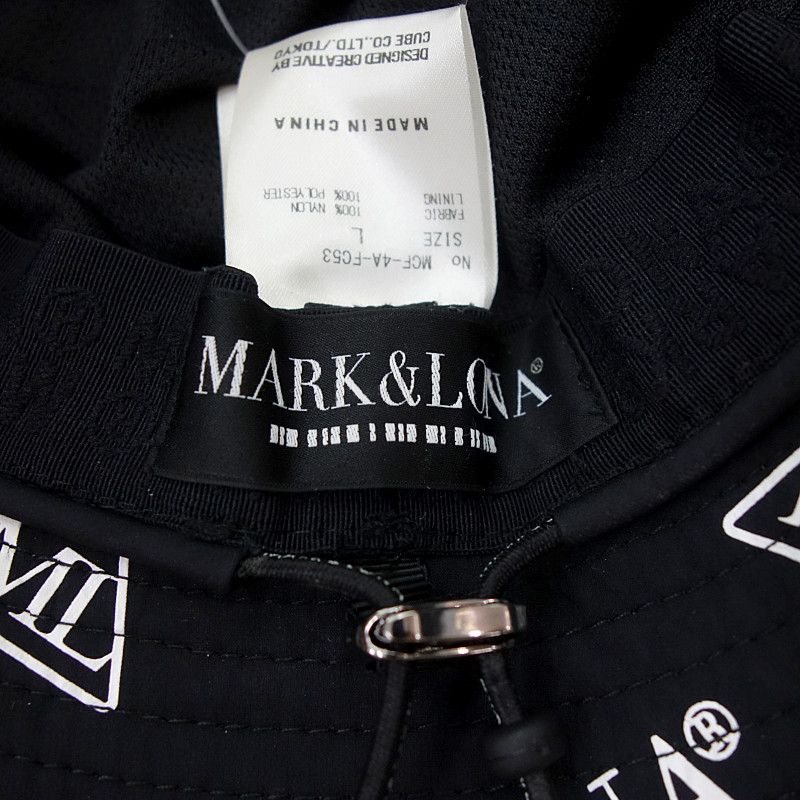 No MCF-4A-FC53
SIZE L
FABRIC 100% NYLON
LINING 100% POLYESTER
MADE IN CHINA
DESIGNED CREATIVE BY
CUBE CO.,LTD./TOKYO
MARK&LONA®
ML
A®